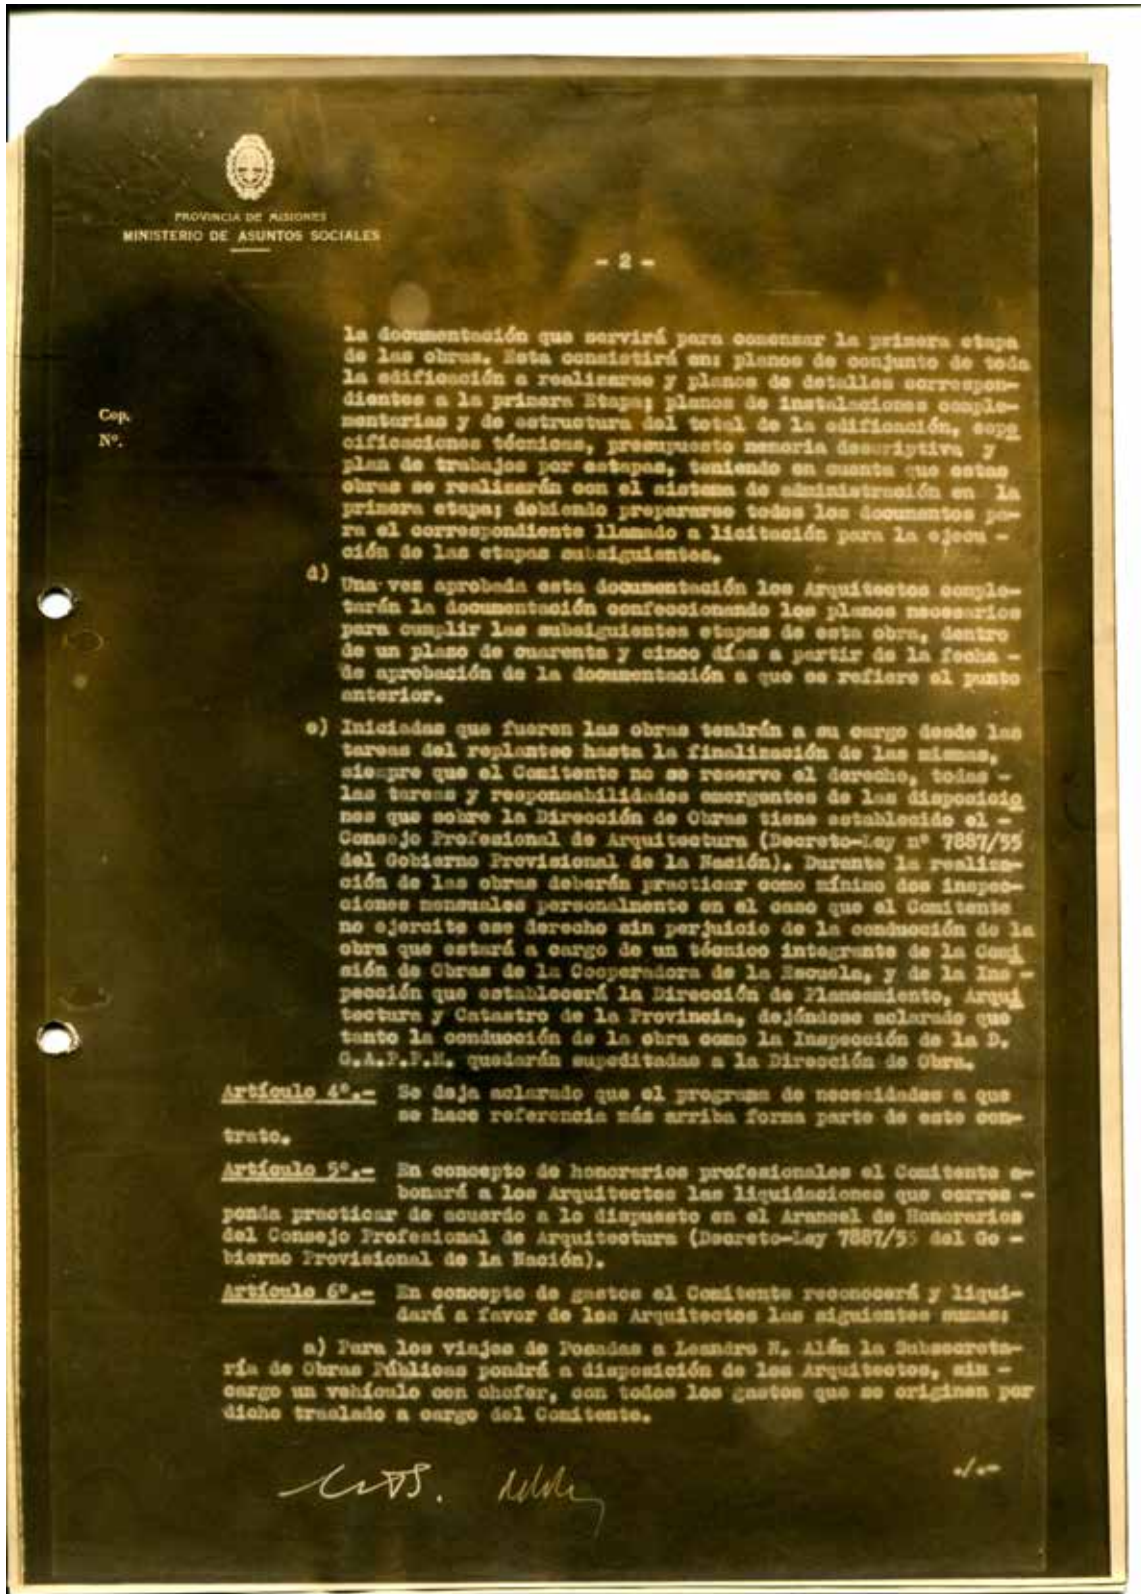 PROVINCIA DE MISIONES
MINISTERIO DE ASUNTOS SOCIALES
- 2 -
Cop.
Nº.
la documentación que servirá para comenzar la primera etapa
de las obras. Esta consistirá en: planos de conjunto de toda
la edificación a realizarse y planos de detalles correspon-
dientes a la primera Etapa; planos de instalaciones comple-
mentarias y de estructura del total de la edificación, espe
cificaciones técnicas, presupuesto memoria descriptiva y
plan de trabajos por estapas, teniendo en cuenta que estas
obras se realizarán con el sistema de administración en la
primera etapa; debiendo prepararse todos los documentos pa-
ra el correspondiente llamado a licitación para la ejecu -
ción de las etapas subsiguientes.
d) Una vez aprobada esta documentación los Arquitectos comple-
tarán la documentación confeccionando los planos necesarios
para cumplir las subsiguientes etapas de esta obra, dentro
de un plazo de cuarenta y cinco días a partir de la fecha -
de aprobación de la documentación a que se refiere el punto
anterior.
e) Iniciadas que fueren las obras tendrán a su cargo desde las
tareas del replanteo hasta la finalización de las mismas,
siempre que el Comitente no se reserve el derecho, todas -
las tareas y responsabilidades emergentes de las disposicio
nes que sobre la Dirección de Obras tiene establecido el -
Consejo Profesional de Arquitectura (Decreto-Ley nº 7887/55
del Gobierno Provisional de la Nación). Durante la realiza-
ción de las obras deberán practicar como mínimo dos inspec-
ciones mensuales personalmente en el caso que el Comitente
no ejercite ese derecho sin perjuicio de la conducción de la
obra que estará a cargo de un técnico integrante de la Comi
sión de Obras de la Cooperadora de la Escuela, y de la Ins -
pección que establecerá la Dirección de Planeamiento, Arqui
tectura y Catastro de la Provincia, dejándose aclarado que
tanto la conducción de la obra como la Inspección de la D.
G.A.P.P.M. quedarán supeditadas a la Dirección de Obra.
Artículo 4º.- Se deja aclarado que el programa de necesidades a que
se hace referencia más arriba forma parte de este con-
trato.
Artículo 5º.- En concepto de honorarios profesionales el Comitente a-
bonará a los Arquitectos las liquidaciones que corres -
ponda practicar de acuerdo a lo dispuesto en el Arancel de Honorarios
del Consejo Profesional de Arquitectura (Decreto-Ley 7887/55 del Go -
bierno Provisional de la Nación).
Artículo 6º.- En concepto de gastos el Comitente reconocerá y liqui-
dará a favor de los Arquitectos las siguientes sumas:
a) Para los viajes de Posadas a Leandro N. Alén la Subsecreta-
ría de Obras Públicas pondrá a disposición de los Arquitectos, sin -
cargo un vehículo con chofer, con todos los gastos que se originen por
dicho traslado a cargo del Comitente.
./.-